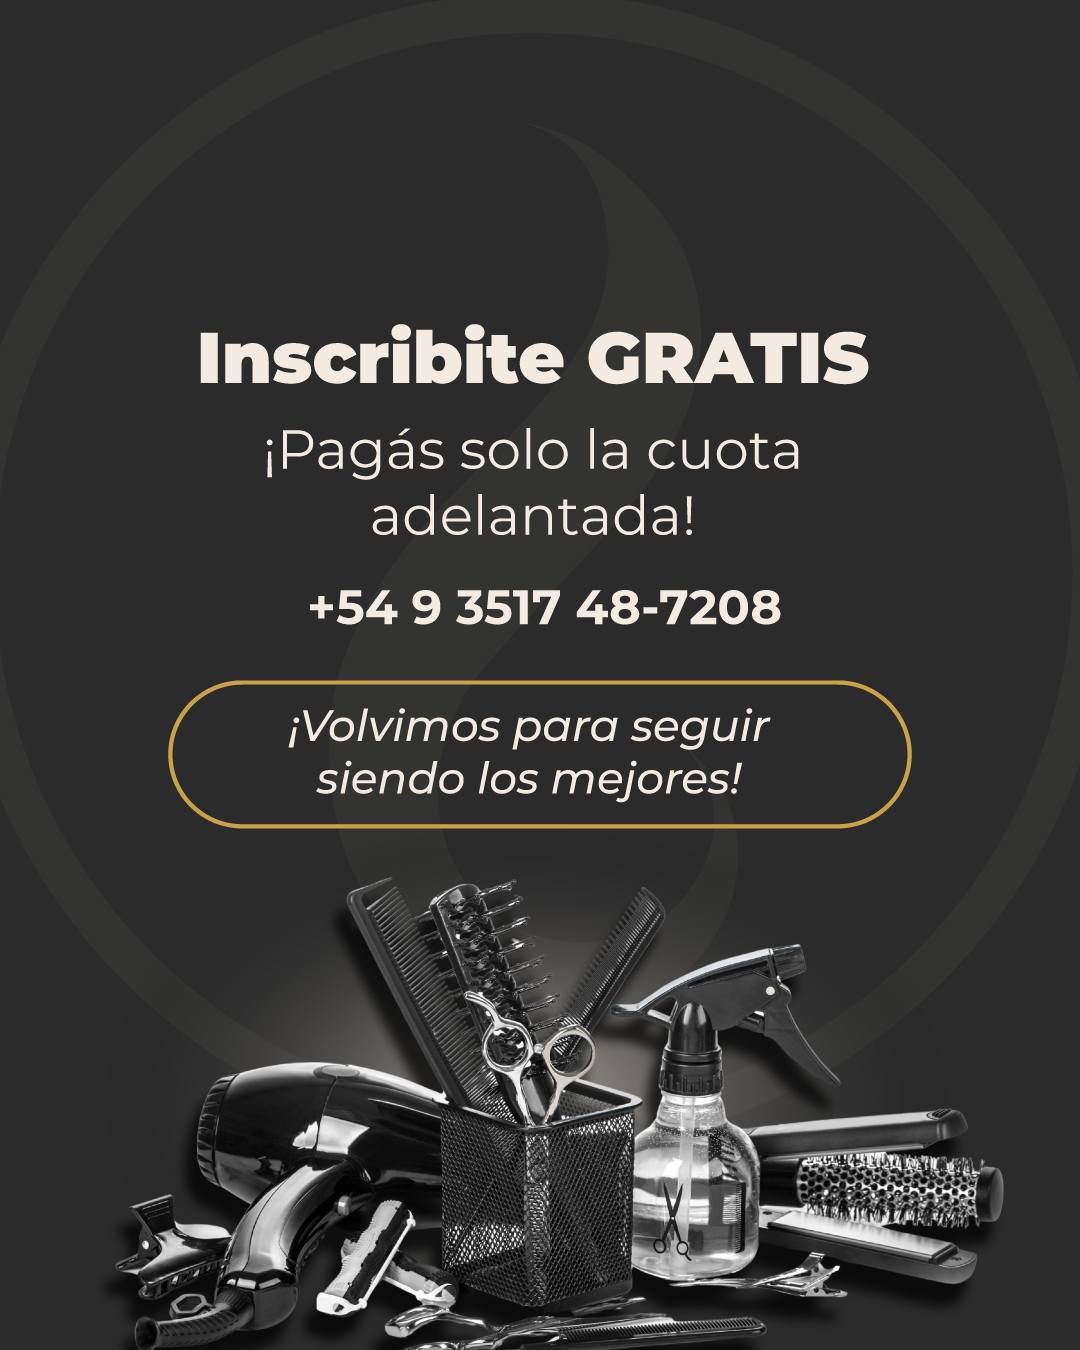 Inscribite GRATIS
¡Pagás solo la cuota
adelantada!
+54 9 3517 48-7208
¡Volvimos para seguir
siendo los mejores!